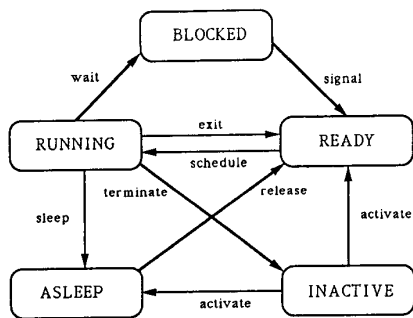 BLOCKED
wait
signal
exit
RUNNING
READY
schedule
terminate
release
sleep
activate
ASLEEP
activate
INACTIVE